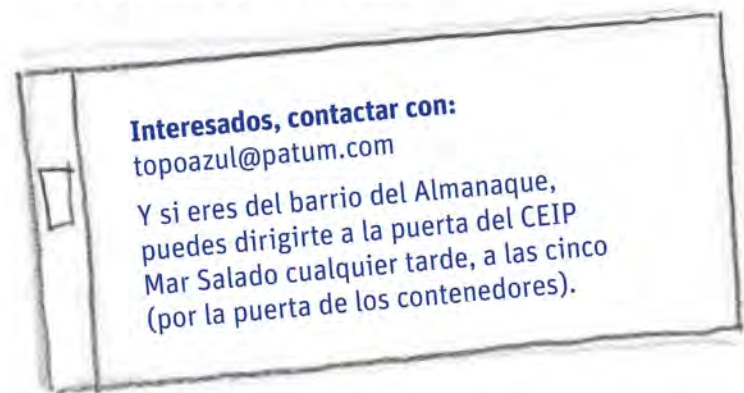 Interesados, contactar con:
topoazul@patum.com
Y si eres del barrio del Almanaque,
puedes dirigirte a la puerta del CEIP
Mar Salado cualquier tarde, a las cinco
(por la puerta de los contenedores).